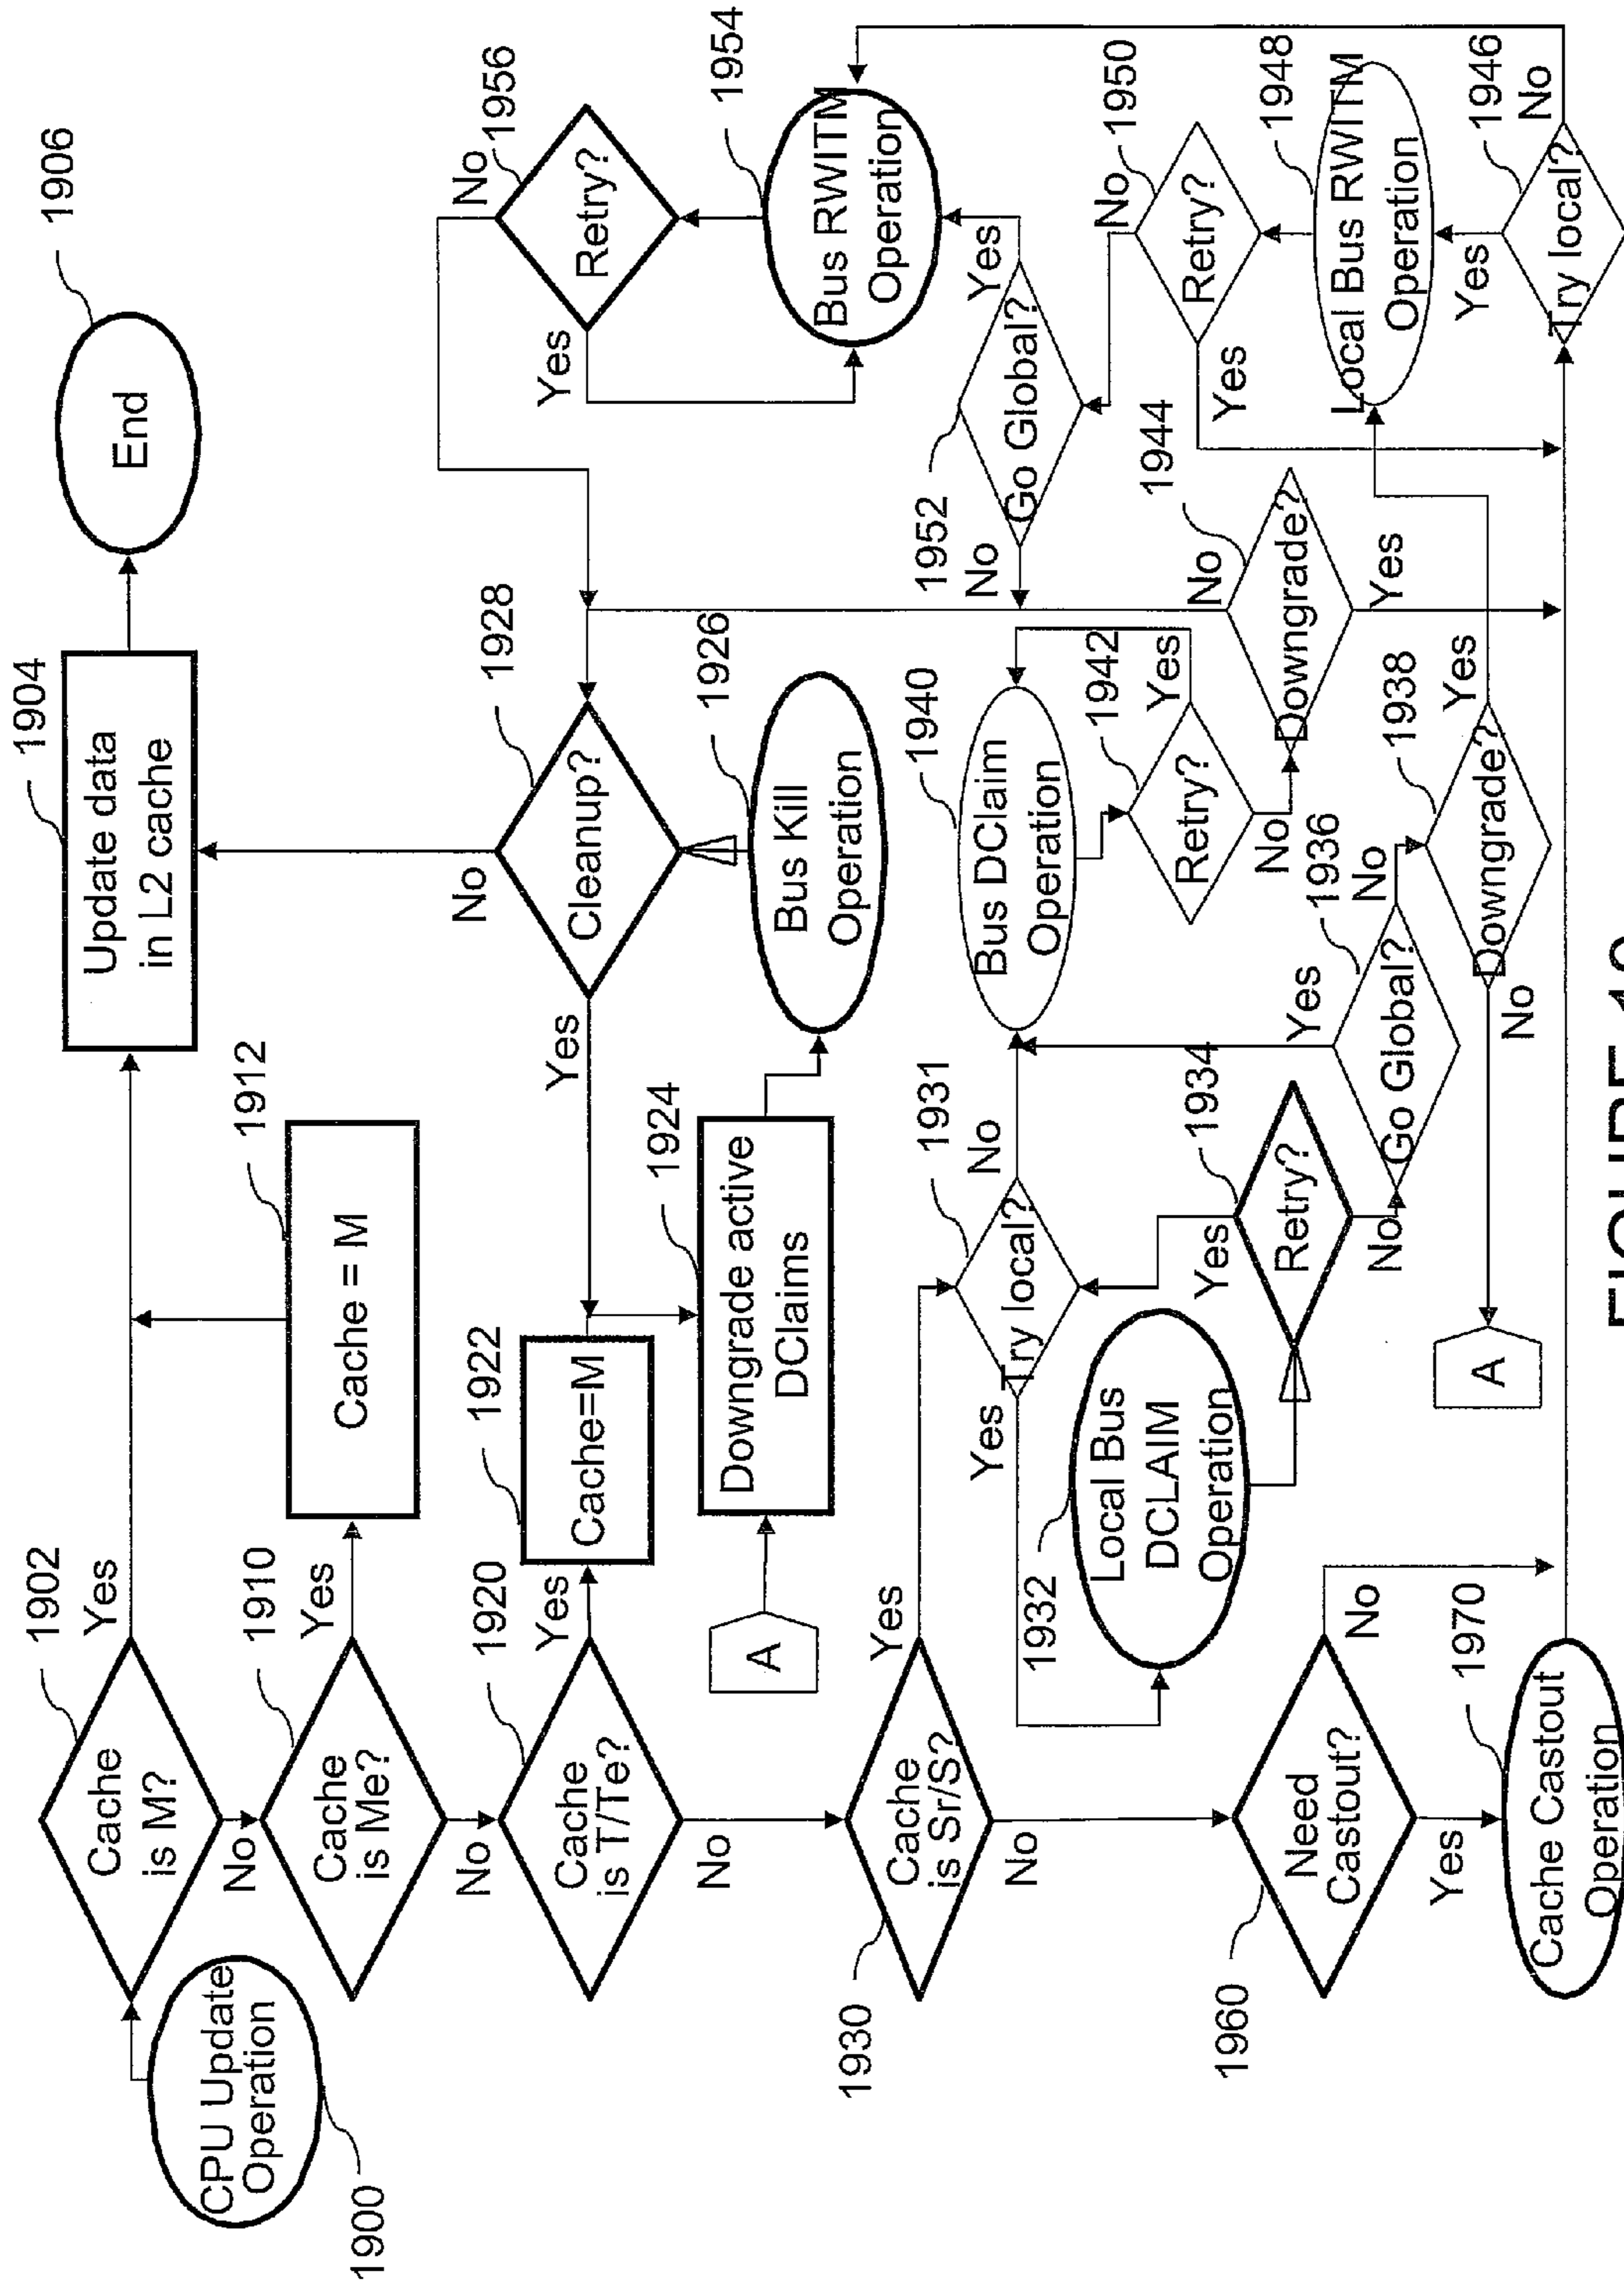 CPU Update
Operation
1900
Cache
is M?
1902
Yes
No
Update data
in L2 cache
1904
End
1906
Cache
is Me?
1910
Yes
No
Cache = M
1912
Cache
is T/Te?
1920
Yes
No
Cache=M
1922
A
Downgrade active
DClaims
1924
Yes
Cleanup?
1928
No
Bus Kill
Operation
1926
Retry?
1956
No
Yes
Bus RWITM
Operation
1954
Cache
is Sr/S?
1930
Yes
No
Try local?
1931
Yes
No
Local Bus
DCLAIM
Operation
1932
Retry?
1934
Yes
No
Go Global?
1936
Yes
No
Downgrade?
1938
Yes
No
A
Bus DClaim
Operation
1940
Retry?
1942
Yes
No
Downgrade?
1944
No
Yes
Go Global?
1952
Yes
No
Retry?
1950
No
Yes
Local Bus RWITM
Operation
1948
Try local?
1946
Yes
No
Need
Castout?
1960
No
Yes
Cache Castout
Operation
1970